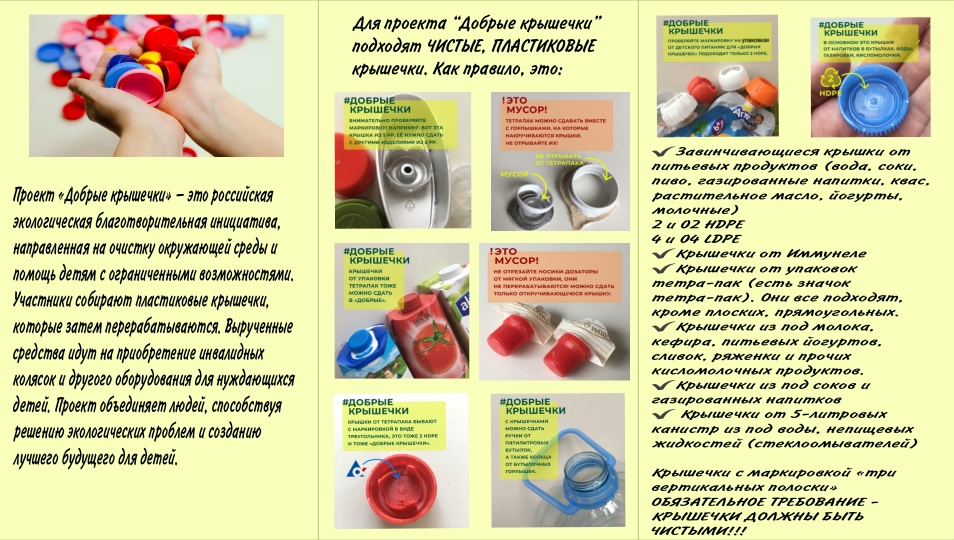 Проект «Добрые крышечки» – это российская
экологическая благотворительная инициатива,
направленная на очистку окружающей среды и
помощь детям с ограниченными возможностями.
Участники собирают пластиковые крышечки,
которые затем перерабатываются. Вырученные
средства идут на приобретение инвалидных
колясок и другого оборудования для нуждающихся
детей. Проект объединяет людей, способствуя
решению экологических проблем и созданию
лучшего будущего для детей.
Для проекта “Добрые крышечки”
подходят ЧИСТЫЕ, ПЛАСТИКОВЫЕ
крышечки. Как правило, это:
#ДОБРЫЕ
КРЫШЕЧКИ
ВНИМАТЕЛЬНО ПРОВЕРЯЙТЕ
МАРКИРОВКУ! НАПРИМЕР: ВОТ ЭТА
КРЫШКА ИЗ 5 PP. ЕЁ НУЖНО СДАТЬ
С ДРУГИМИ ИЗДЕЛИЯМИ ИЗ 5 PP.
!ЭТО
МУСОР!
ТЕТРАПАК МОЖНО СДАВАТЬ ВМЕСТЕ
С ГОРЛЫШКАМИ, НА КОТОРЫЕ
НАКРУЧИВАЮТСЯ КРЫШКИ.
НЕ ОТРЫВАЙТЕ ИХ!
НЕ ОТРЫВАТЬ
ОТ ТЕТРАПАКА
МУСОР
#ДОБРЫЕ
КРЫШЕЧКИ
КРЫШЕЧКИ
ОТ УПАКОВКИ
ТЕТРАПАК ТОЖЕ
МОЖНО СДАТЬ
В «ДОБРЫЕ».
!ЭТО
МУСОР!
НЕ ОТРЕЗАЙТЕ НОСИКИ-ДОЗАТОРЫ
ОТ МЯГКОЙ УПАКОВКИ, ОНИ
НЕ ПЕРЕРАБАТЫВАЮТСЯ! МОЖНО СДАТЬ
ТОЛЬКО ОТКРУЧИВАЮЩУЮСЯ КРЫШКУ.
#ДОБРЫЕ
КРЫШЕЧКИ
КРЫШКИ ОТ ТЕТРАПАК БЫВАЮТ
С МАРКИРОВКОЙ В ВИДЕ
ТРЕУГОЛЬНИКА, ЭТО ТОЖЕ 2 HDPE
И ТОЖЕ «ДОБРЫЕ КРЫШЕЧКИ».
#ДОБРЫЕ
КРЫШЕЧКИ
С КРЫШЕЧКАМИ
МОЖНО СДАТЬ
РУЧКИ ОТ
ПЯТИЛИТРОВЫХ
БУТЫЛОК,
А ТАКЖЕ КОЛЬЦА
ОТ БУТЫЛОЧНЫХ
ГОРЛЫШЕК.
#ДОБРЫЕ
КРЫШЕЧКИ
ПРОВЕРЯЙТЕ МАРКИРОВКУ НА УПАКОВКАХ
ОТ ДЕТСКОГО ПИТАНИЯ! ДЛЯ «ДОБРЫХ
КРЫШЕЧЕК» ПОДОЙДЁТ ТОЛЬКО 2 HDPE.
#ДОБРЫЕ
КРЫШЕЧКИ
В ОСНОВНОМ ЭТО КРЫШКИ
ОТ НАПИТКОВ В БУТЫЛКАХ: ВОДЫ,
ГАЗИРОВКИ, КИСЛОМОЛОЧКИ.
2
HDPE
Завинчивающиеся крышки от
питьевых продуктов (вода, соки,
пиво, газированные напитки, квас,
растительное масло, йогурты,
молочные)
2 и 02 HDPE
4 и 04 LDPE
Крышечки от Иммунеле
Крышечки от упаковок
тетра-пак (есть значок
тетра-пак). Они все подходят,
кроме плоских, прямоугольных.
Крышечки из под молока,
кефира, питьевых йогуртов,
сливок, ряженки и прочих
кисломолочных продуктов.
Крышечки из под соков и
газированных напитков
Крышечки от 5-литровых
канистр из под воды, непищевых
жидкостей (стеклоомывателей)
Крышечки с маркировкой «три
вертикальных полоски»
ОБЯЗАТЕЛЬНОЕ ТРЕБОВАНИЕ –
КРЫШЕЧКИ ДОЛЖНЫ БЫТЬ
ЧИСТЫМИ!!!